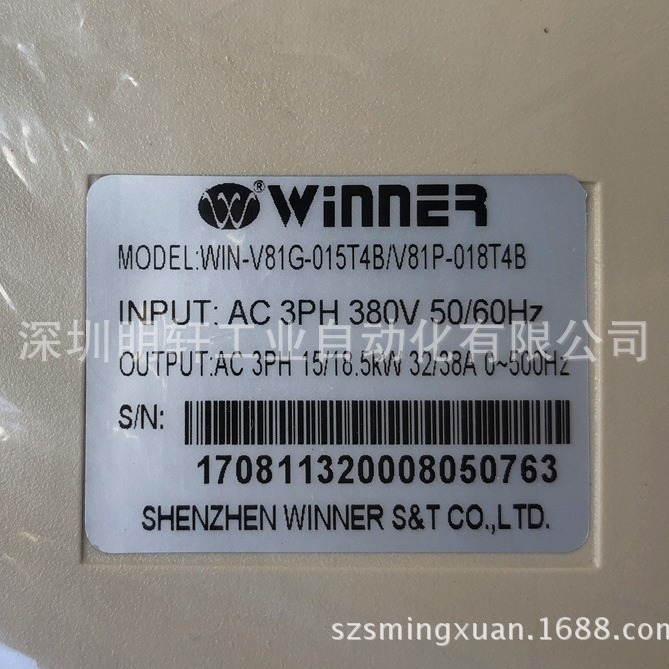 ® WiNNER
MODEL:WIN-V81G-015T4B/V81P-018T4B
INPUT: AC 3PH 380V 50/60Hz
深圳明轩工业自动化有限公司
OUTPUT:AC 3PH 15/18.5kW 32/38A 0~500Hz
S/N:
170811320008050763
SHENZHEN WINNER S&T CO.,LTD.
szsmingxuan.1688.com